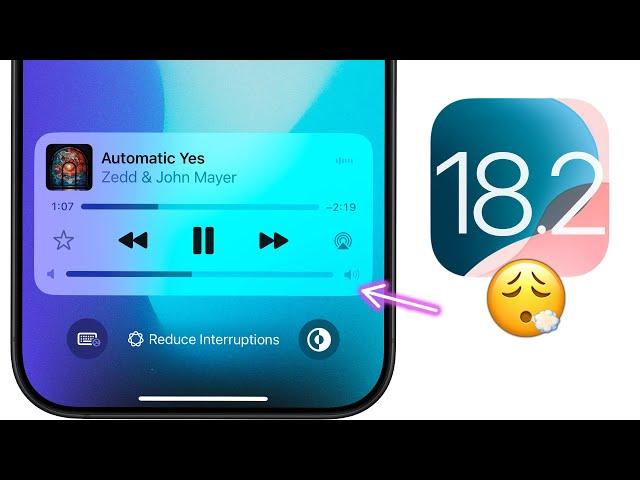 Automatic Yes
Zedd & John Mayer
1:07
-2:19
Reduce Interruptions
18.2